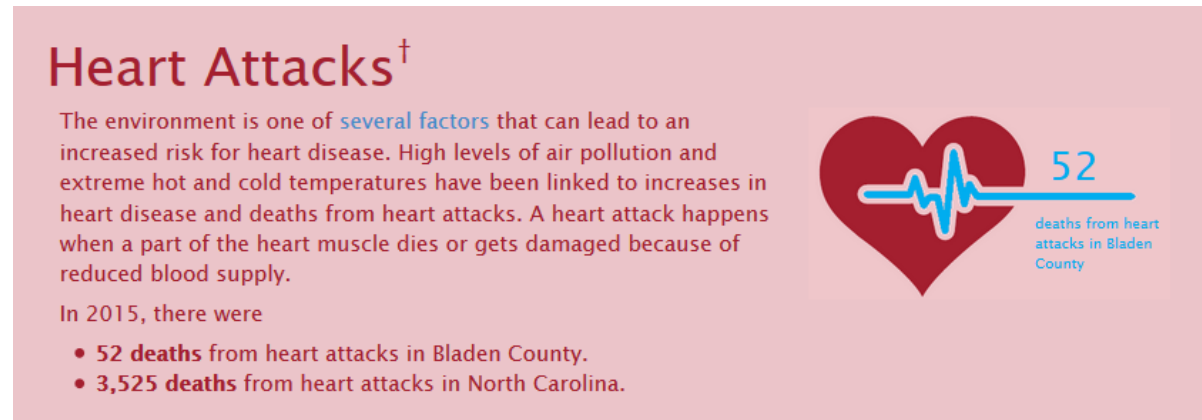 Heart Attacks†
The environment is one of several factors that can lead to an
increased risk for heart disease. High levels of air pollution and
extreme hot and cold temperatures have been linked to increases in
heart disease and deaths from heart attacks. A heart attack happens
when a part of the heart muscle dies or gets damaged because of
reduced blood supply.
In 2015, there were
• 52 deaths from heart attacks in Bladen County.
• 3,525 deaths from heart attacks in North Carolina.
52
deaths from heart
attacks in Bladen
County